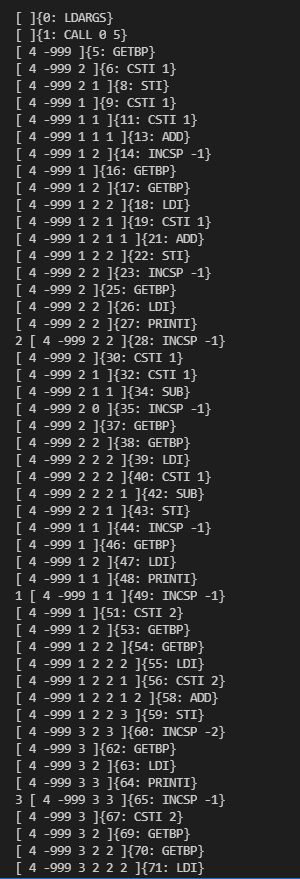 [ ]{0: LDARGS}
[ ]{1: CALL 0 5}
[ 4 -999 ]{5: GETBP}
[ 4 -999 2 ]{6: CSTI 1}
[ 4 -999 2 1 ]{8: STI}
[ 4 -999 1 ]{9: CSTI 1}
[ 4 -999 1 1 ]{11: CSTI 1}
[ 4 -999 1 1 1 ]{13: ADD}
[ 4 -999 1 2 ]{14: INCSP -1}
[ 4 -999 1 ]{16: GETBP}
[ 4 -999 1 2 ]{17: GETBP}
[ 4 -999 1 2 2 ]{18: LDI}
[ 4 -999 1 2 1 ]{19: CSTI 1}
[ 4 -999 1 2 1 1 ]{21: ADD}
[ 4 -999 1 2 2 ]{22: STI}
[ 4 -999 2 2 ]{23: INCSP -1}
[ 4 -999 2 ]{25: GETBP}
[ 4 -999 2 2 ]{26: LDI}
[ 4 -999 2 2 ]{27: PRINTI}
2 [ 4 -999 2 2 ]{28: INCSP -1}
[ 4 -999 2 ]{30: CSTI 1}
[ 4 -999 2 1 ]{32: CSTI 1}
[ 4 -999 2 1 1 ]{34: SUB}
[ 4 -999 2 0 ]{35: INCSP -1}
[ 4 -999 2 ]{37: GETBP}
[ 4 -999 2 2 ]{38: GETBP}
[ 4 -999 2 2 2 ]{39: LDI}
[ 4 -999 2 2 2 ]{40: CSTI 1}
[ 4 -999 2 2 2 1 ]{42: SUB}
[ 4 -999 2 2 1 ]{43: STI}
[ 4 -999 1 1 ]{44: INCSP -1}
[ 4 -999 1 ]{46: GETBP}
[ 4 -999 1 2 ]{47: LDI}
[ 4 -999 1 1 ]{48: PRINTI}
1 [ 4 -999 1 1 ]{49: INCSP -1}
[ 4 -999 1 ]{51: CSTI 2}
[ 4 -999 1 2 ]{53: GETBP}
[ 4 -999 1 2 2 ]{54: GETBP}
[ 4 -999 1 2 2 2 ]{55: LDI}
[ 4 -999 1 2 2 1 ]{56: CSTI 2}
[ 4 -999 1 2 2 1 2 ]{58: ADD}
[ 4 -999 1 2 2 3 ]{59: STI}
[ 4 -999 3 2 3 ]{60: INCSP -2}
[ 4 -999 3 ]{62: GETBP}
[ 4 -999 3 2 ]{63: LDI}
[ 4 -999 3 3 ]{64: PRINTI}
3 [ 4 -999 3 3 ]{65: INCSP -1}
[ 4 -999 3 ]{67: CSTI 2}
[ 4 -999 3 2 ]{69: GETBP}
[ 4 -999 3 2 2 ]{70: GETBP}
[ 4 -999 3 2 2 2 ]{71: LDI}